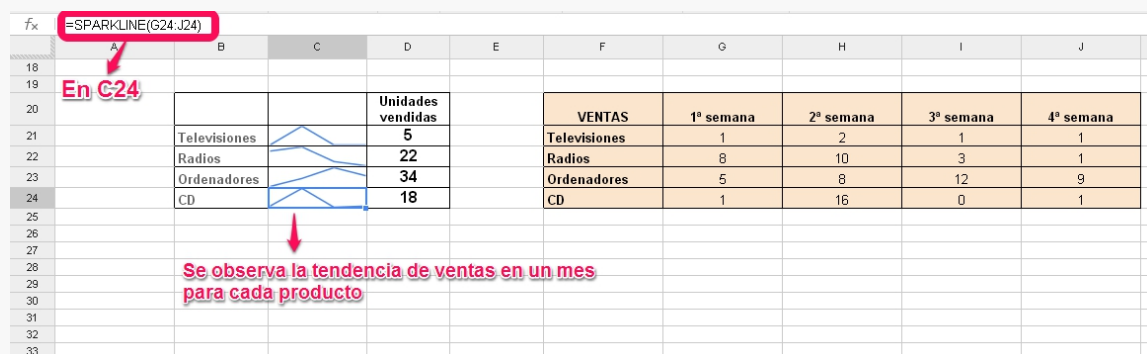 fx =SPARKLINE(G24:J24)
A B C D E F G H I J
18
19
En C24
20 Unidades vendidas VENTAS 1ª semana 2ª semana 3ª semana 4ª semana
21 Televisiones 5 Televisiones 1 2 1 1
22 Radios 22 Radios 8 10 3 1
23 Ordenadores 34 Ordenadores 5 8 12 9
24 CD 18 CD 1 16 0 1
25
26
27
28
Se observa la tendencia de ventas en un mes
29
para cada producto
30
31
32
33